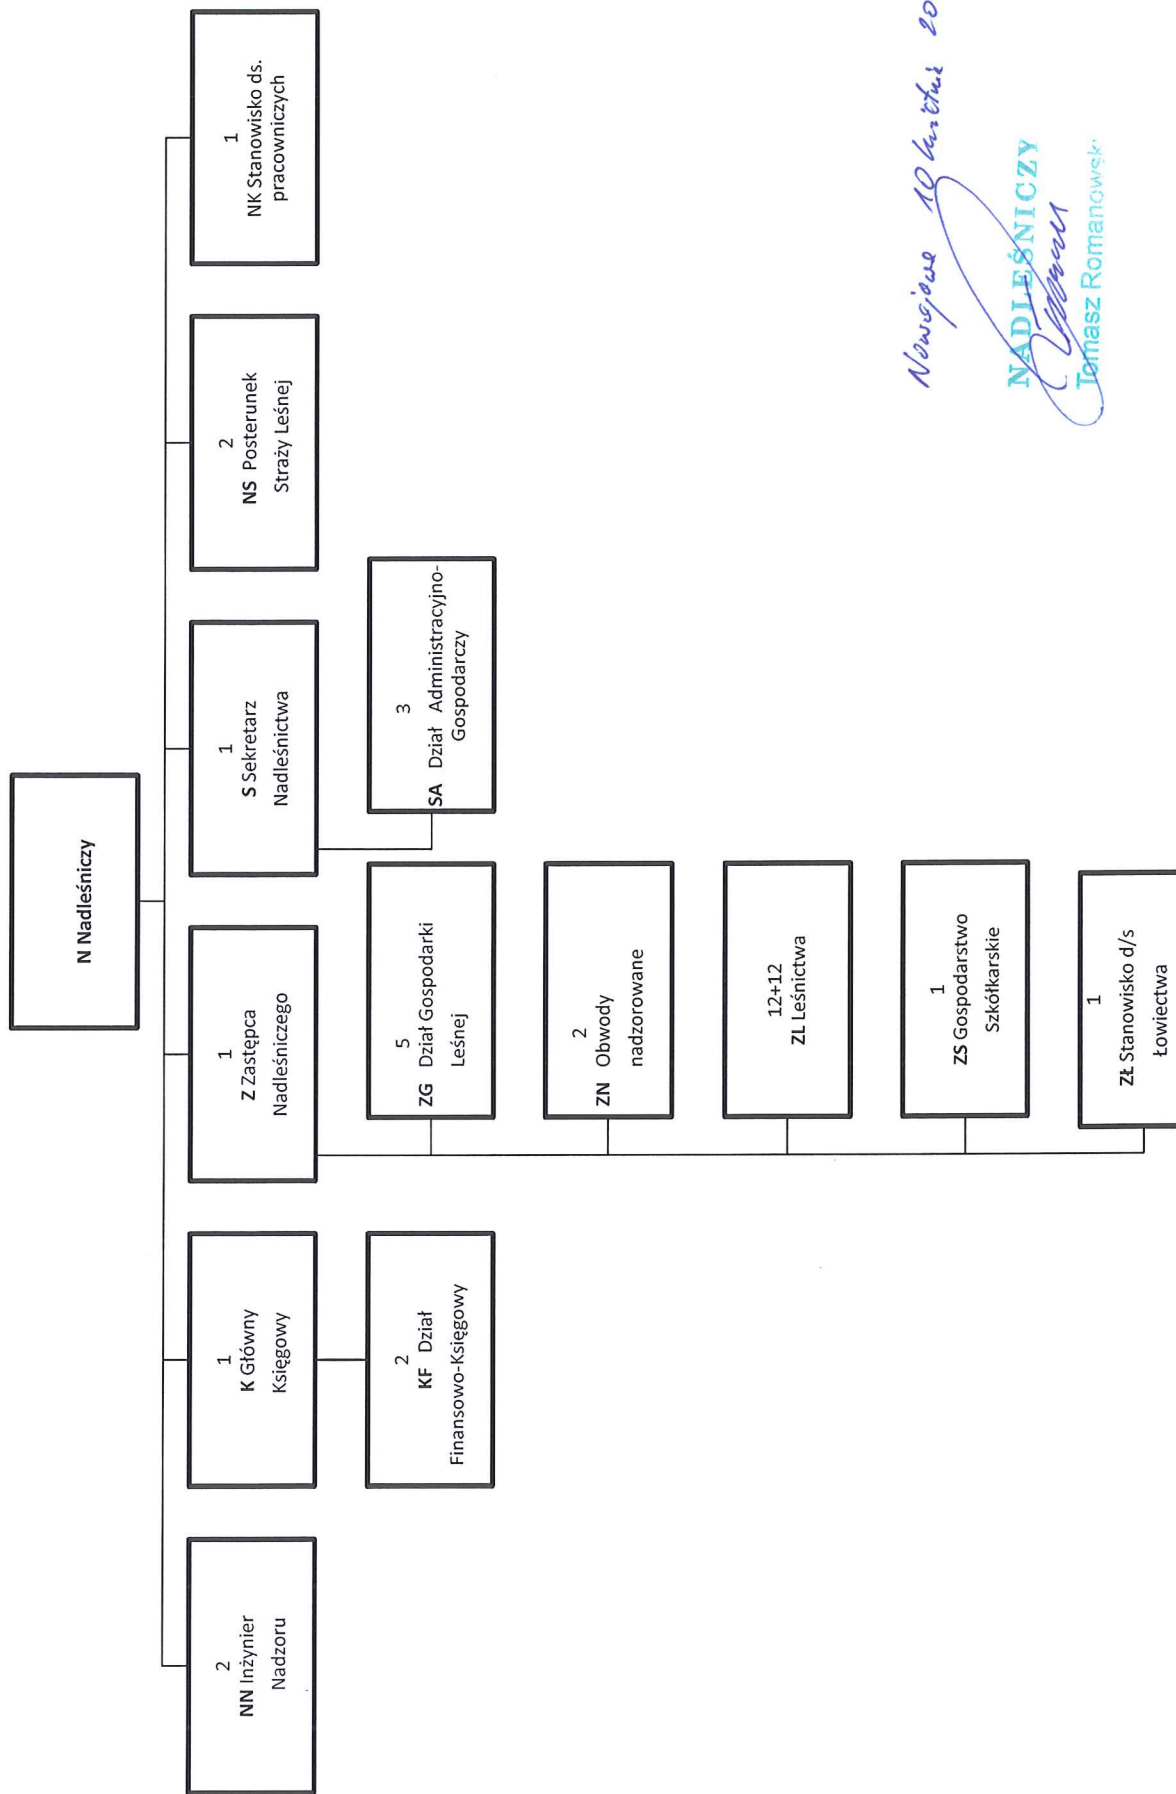 N Nadleśniczy
2
NN Inżynier
Nadzoru
1
K Główny
Księgowy
1
Z Zastępca
Nadleśniczego
1
S Sekretarz
Nadleśnictwa
2
NS Posterunek
Straży Leśnej
1
NK Stanowisko ds.
pracowniczych
2
KF Dział
Finansowo-Księgowy
5
ZG Dział Gospodarki
Leśnej
3
SA Dział Administracyjno-
Gospodarczy
2
ZN Obwody
nadzorowane
12+12
ZL Leśnictwa
1
ZS Gospodarstwo
Szkółkarskie
1
ZŁ Stanowisko d/s
Łowiectwa
10 kwietnia 20
NADLEŚNICZY
Tomasz Romanowski